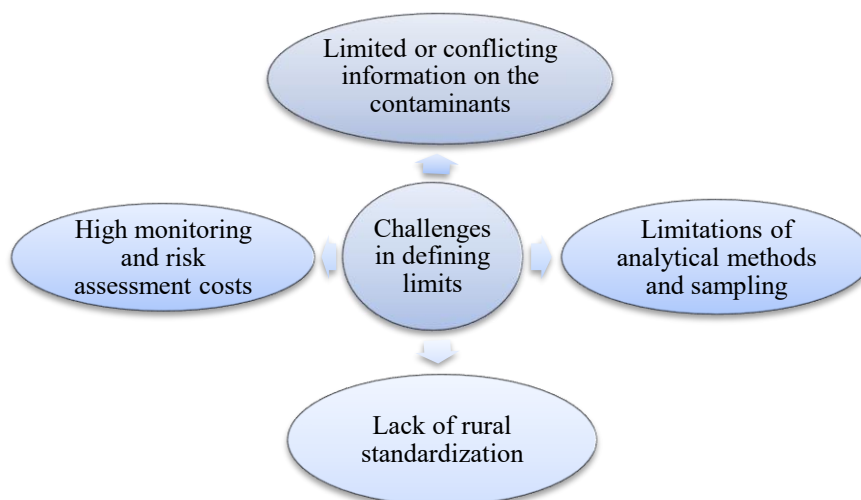 Limited or conflicting
information on the
contaminants
High monitoring
and risk
assessment costs
Challenges
in defining
limits
Limitations of
analytical methods
and sampling
Lack of rural
standardization